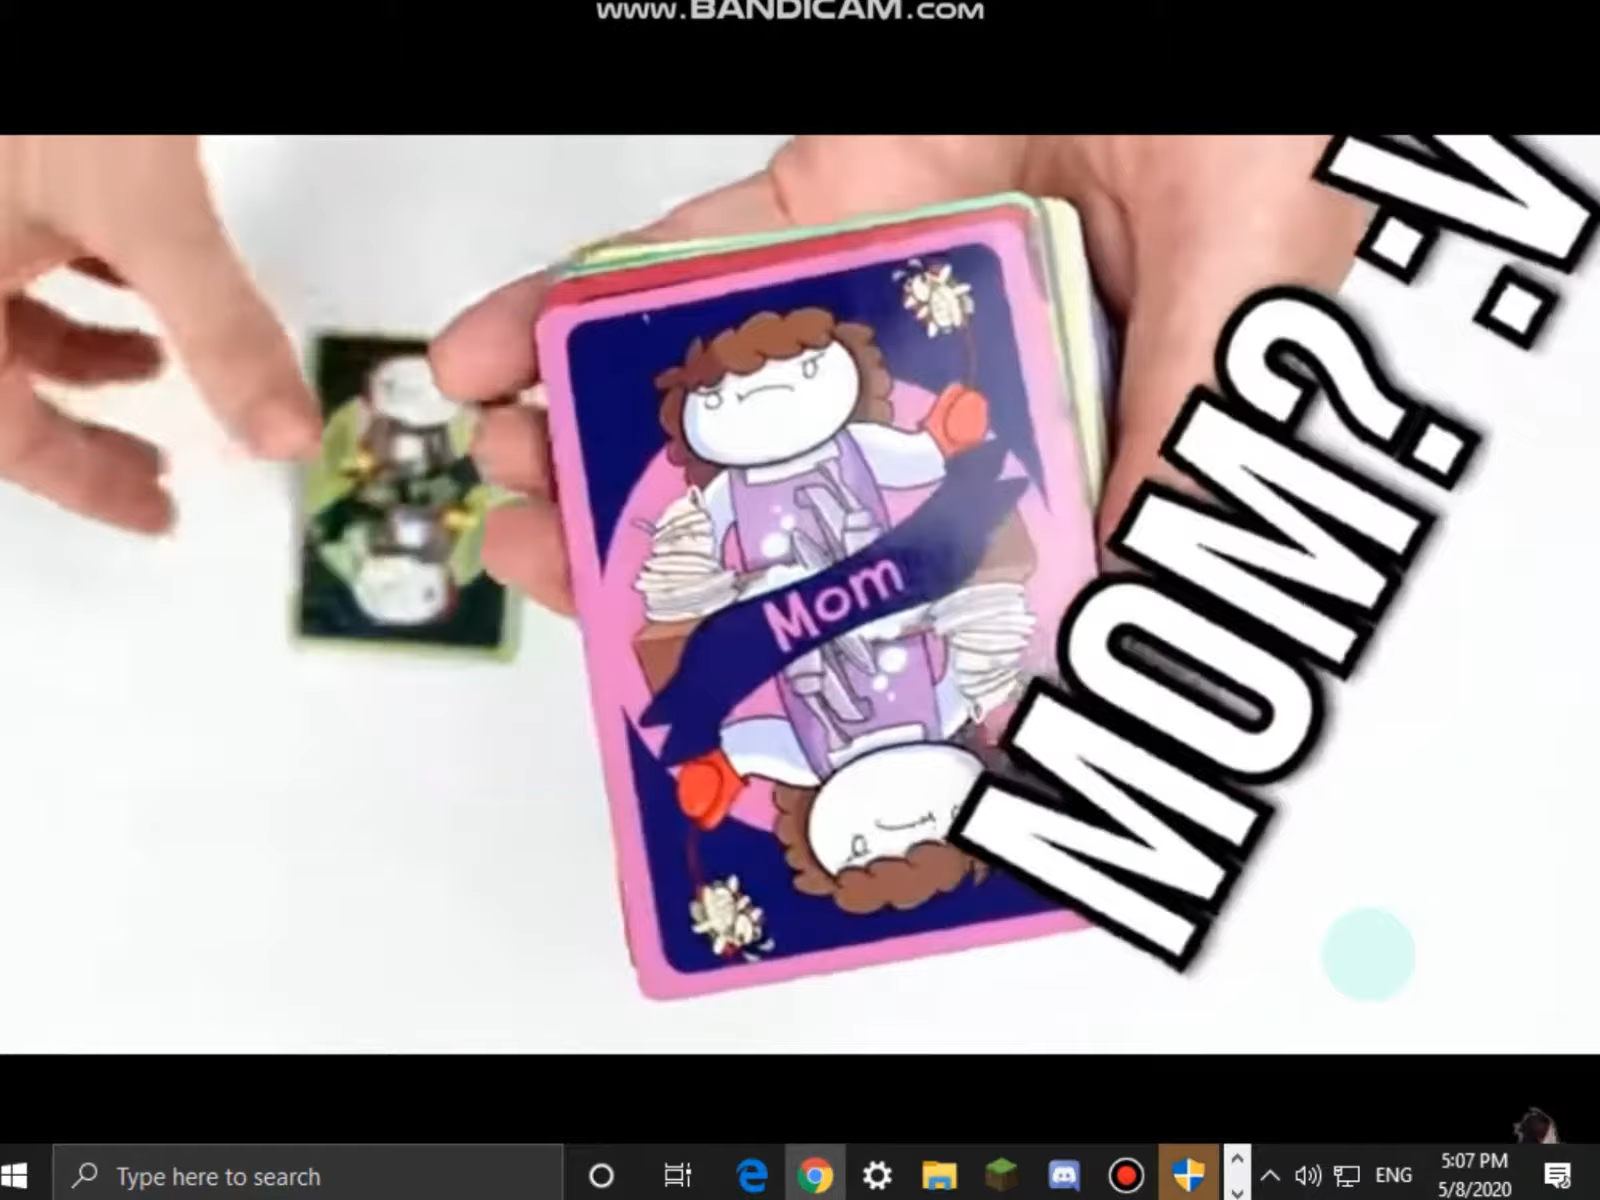 www.BANDICAM.com
MOM? :V
Mom
Type here to search
ENG
5:07 PM
5/8/2020